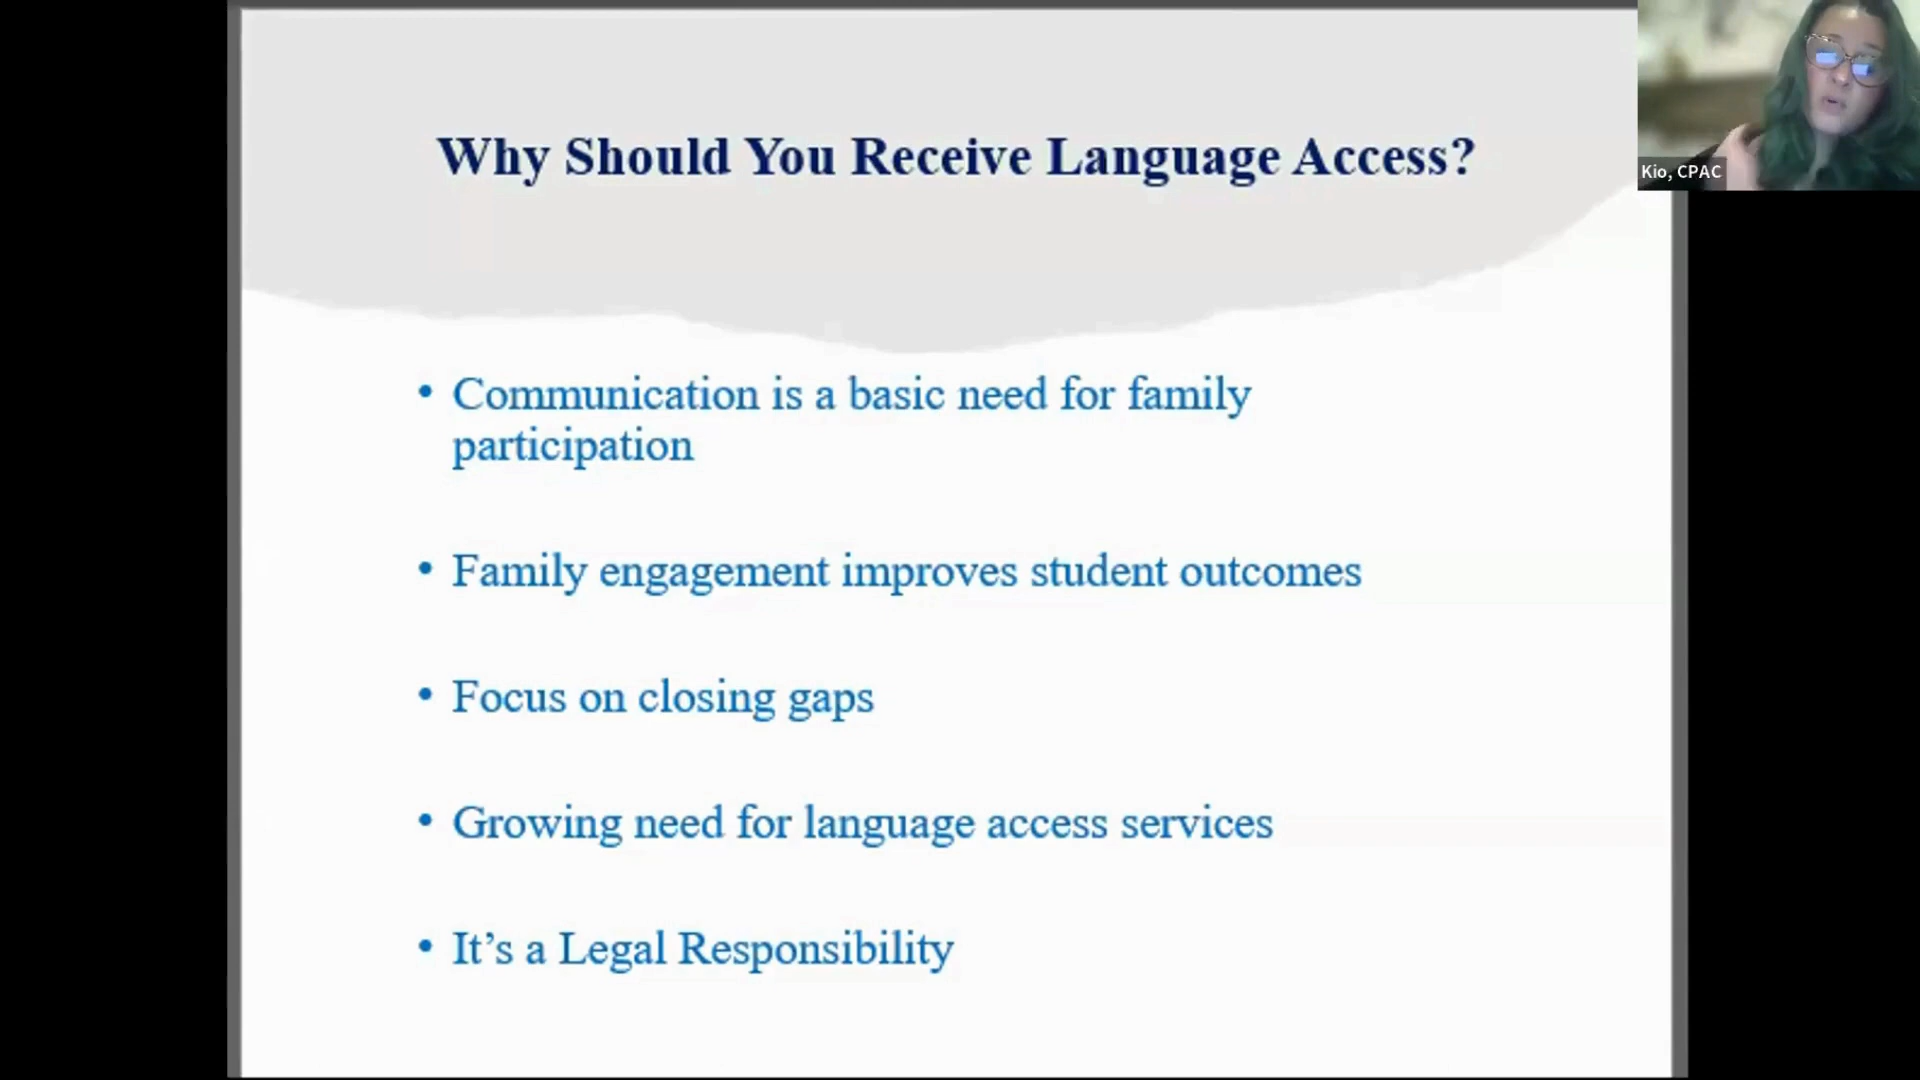 Why Should You Receive Language Access?
Kio, CPAC
• Communication is a basic need for family
participation
• Family engagement improves student outcomes
• Focus on closing gaps
• Growing need for language access services
• It’s a Legal Responsibility